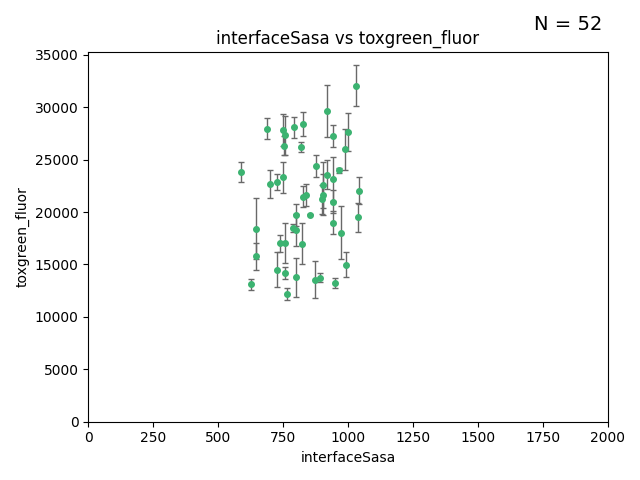 N = 52
interfaceSasa vs toxgreen_fluor
35000
30000
25000
20000
15000
10000
5000
0
toxgreen_fluor
0 250 500 750 1000 1250 1500 1750 2000
interfaceSasa